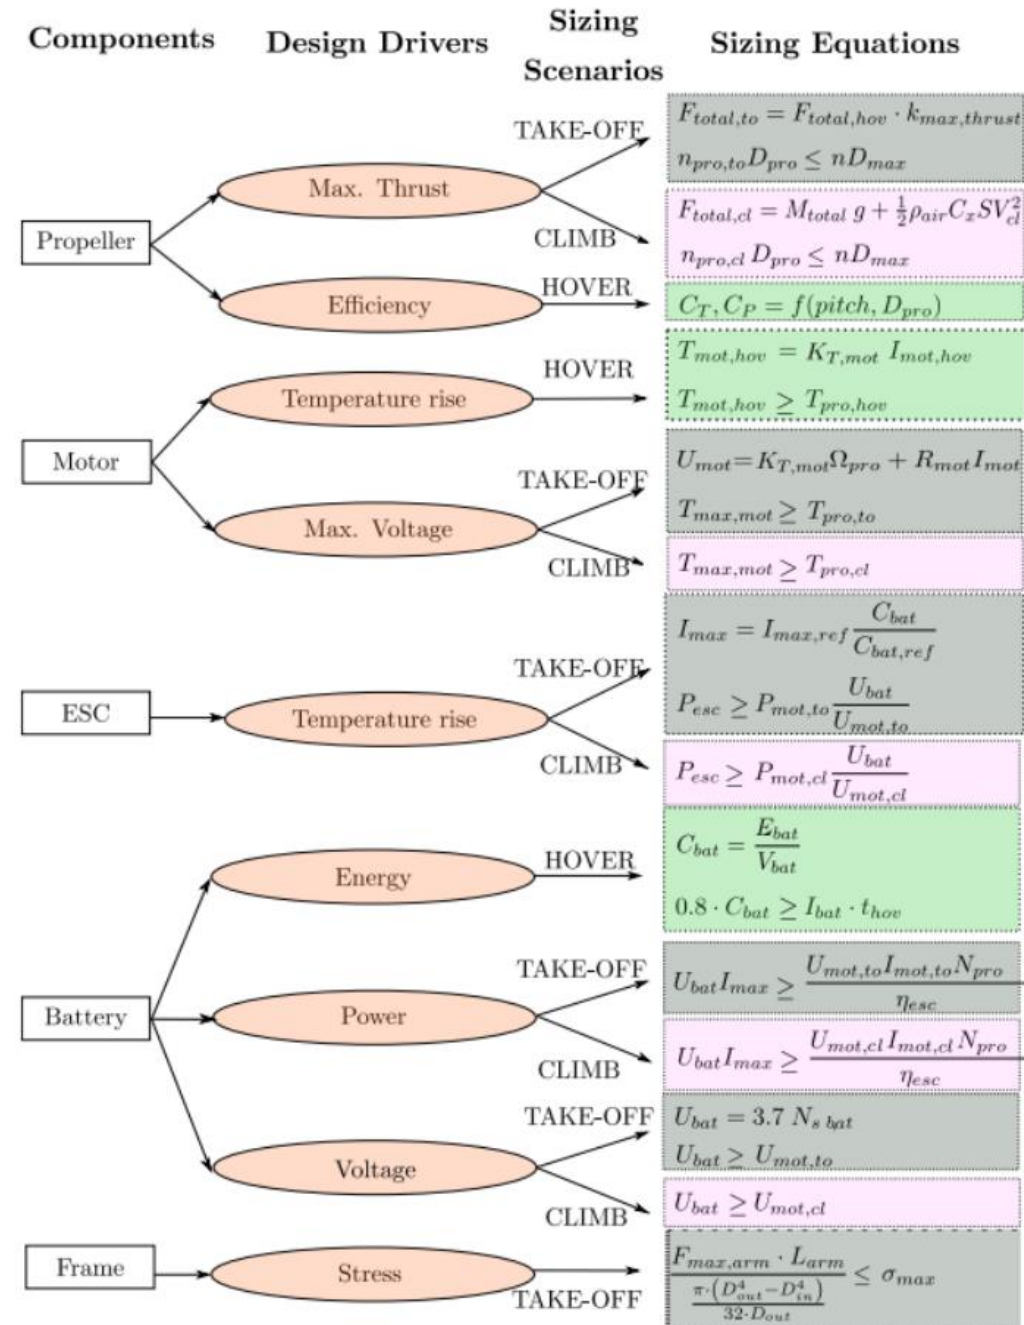 Components Design Drivers Sizing Scenarios Sizing Equations
TAKE-OFF
F_{total,to} = F_{total,hov} · k_{max,thrust}
n_{pro,to}D_{pro} ≤ nD_{max}
Max. Thrust
F_{total,cl} = M_{total} g + \frac{1}{2}ρ_{air}C_xSV_{cl}^2
Propeller
CLIMB
n_{pro,cl} D_{pro} ≤ nD_{max}
HOVER
Efficiency
C_T, C_P = f(pitch, D_{pro})
T_{mot,hov} = K_{T,mot} I_{mot,hov}
HOVER
Temperature rise
T_{mot,hov} ≥ T_{pro,hov}
Motor
U_{mot}=K_{T,mot}Ω_{pro} + R_{mot}I_{mot}
TAKE-OFF
T_{max,mot} ≥ T_{pro,to}
Max. Voltage
CLIMB
T_{max,mot} ≥ T_{pro,cl}
I_{max} = I_{max,ref}\frac{C_{bat}}{C_{bat,ref}}
TAKE-OFF
P_{esc} ≥ P_{mot,to}\frac{U_{bat}}{U_{mot,to}}
ESC
Temperature rise
CLIMB
P_{esc} ≥ P_{mot,cl}\frac{U_{bat}}{U_{mot,cl}}
C_{bat} = \frac{E_{bat}}{V_{bat}}
HOVER
Energy
0.8 · C_{bat} ≥ I_{bat} · t_{hov}
TAKE-OFF
U_{bat}I_{max} ≥ \frac{U_{mot,to}I_{mot,to}N_{pro}}{η_{esc}}
Battery
Power
CLIMB
U_{bat}I_{max} ≥ \frac{U_{mot,cl}I_{mot,cl}N_{pro}}{η_{esc}}
TAKE-OFF
U_{bat} = 3.7 N_{s bat}
U_{bat} ≥ U_{mot,to}
Voltage
CLIMB
U_{bat} ≥ U_{mot,cl}
Frame
Stress
TAKE-OFF
\frac{F_{max,arm} · L_{arm}}{\frac{π·(D_{out}^4−D_{in}^4)}{32·D_{out}}} ≤ σ_{max}